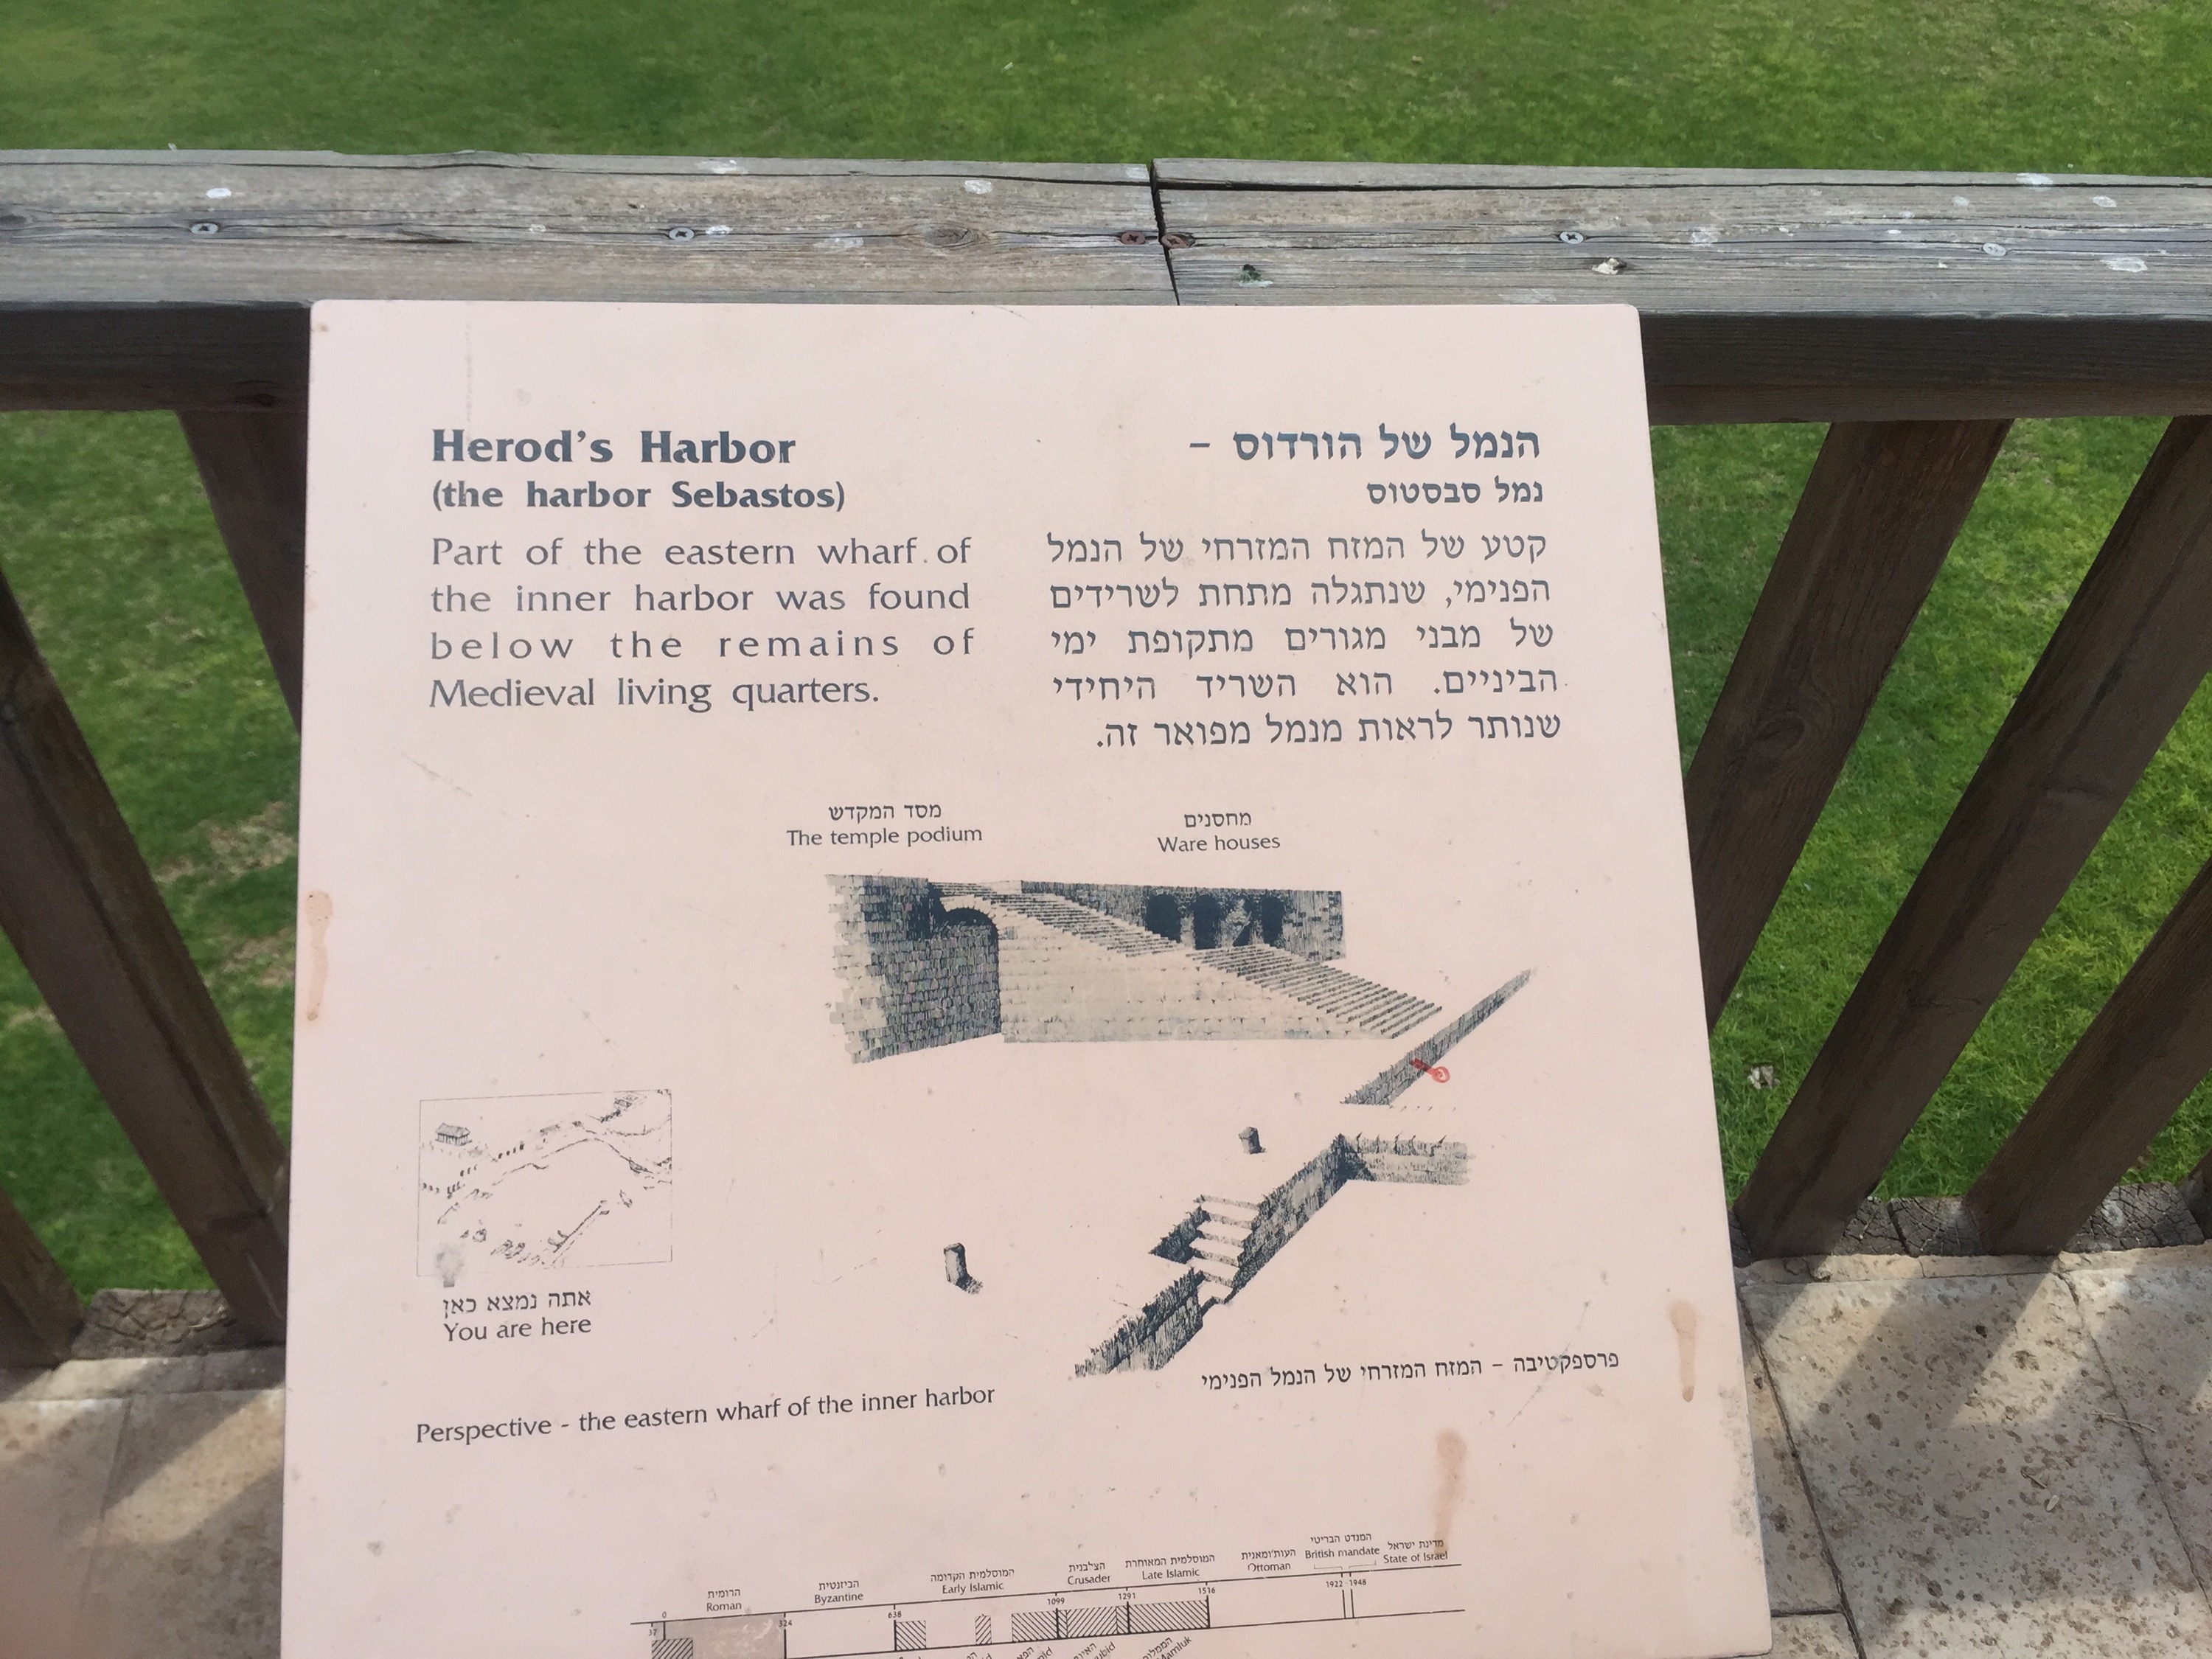 Herod's Harbor
(the harbor Sebastos)
Part of the eastern wharf of
the inner harbor was found
below the remains of
Medieval living quarters.
הנמל של הורדוס –
נמל סבסטוס
קטע של המזח המזרחי של הנמל
הפנימי, שנתגלה מתחת לשרידים
של מבני מגורים מתקופת ימי
הביניים. הוא השריד היחידי
שנותר לראות מנמל מפואר זה.
מסד המקדש
The temple podium
מחסנים
Ware houses
אתה נמצא כאן
You are here
פרספקטיבה – המזח המזרחי של הנמל הפנימי
Perspective - the eastern wharf of the inner harbor
הרומית
Roman
הביזנטית
Byzantine
המוסלמית הקדומה
Early Islamic
הצלבנית
Crusader
המוסלמית המאוחרת
Late Islamic
העות'ומאנית
Ottoman
המנדט הבריטי
British mandate
מדינת ישראל
State of Israel
37 0 324 638 1099 1291 1516 1922 1948